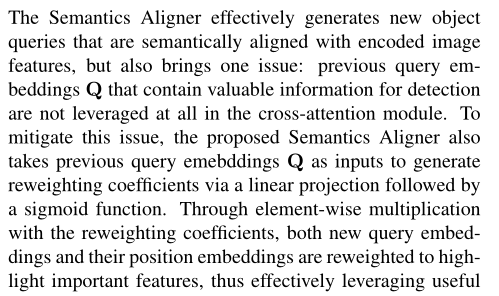 The Semantics Aligner effectively generates new object
queries that are semantically aligned with encoded image
features, but also brings one issue: previous query em-
beddings Q that contain valuable information for detection
are not leveraged at all in the cross-attention module. To
mitigate this issue, the proposed Semantics Aligner also
takes previous query emebddings Q as inputs to generate
reweighting coefficients via a linear projection followed by
a sigmoid function. Through element-wise multiplication
with the reweighting coefficients, both new query embed-
dings and their position embeddings are reweighted to high-
light important features, thus effectively leveraging useful